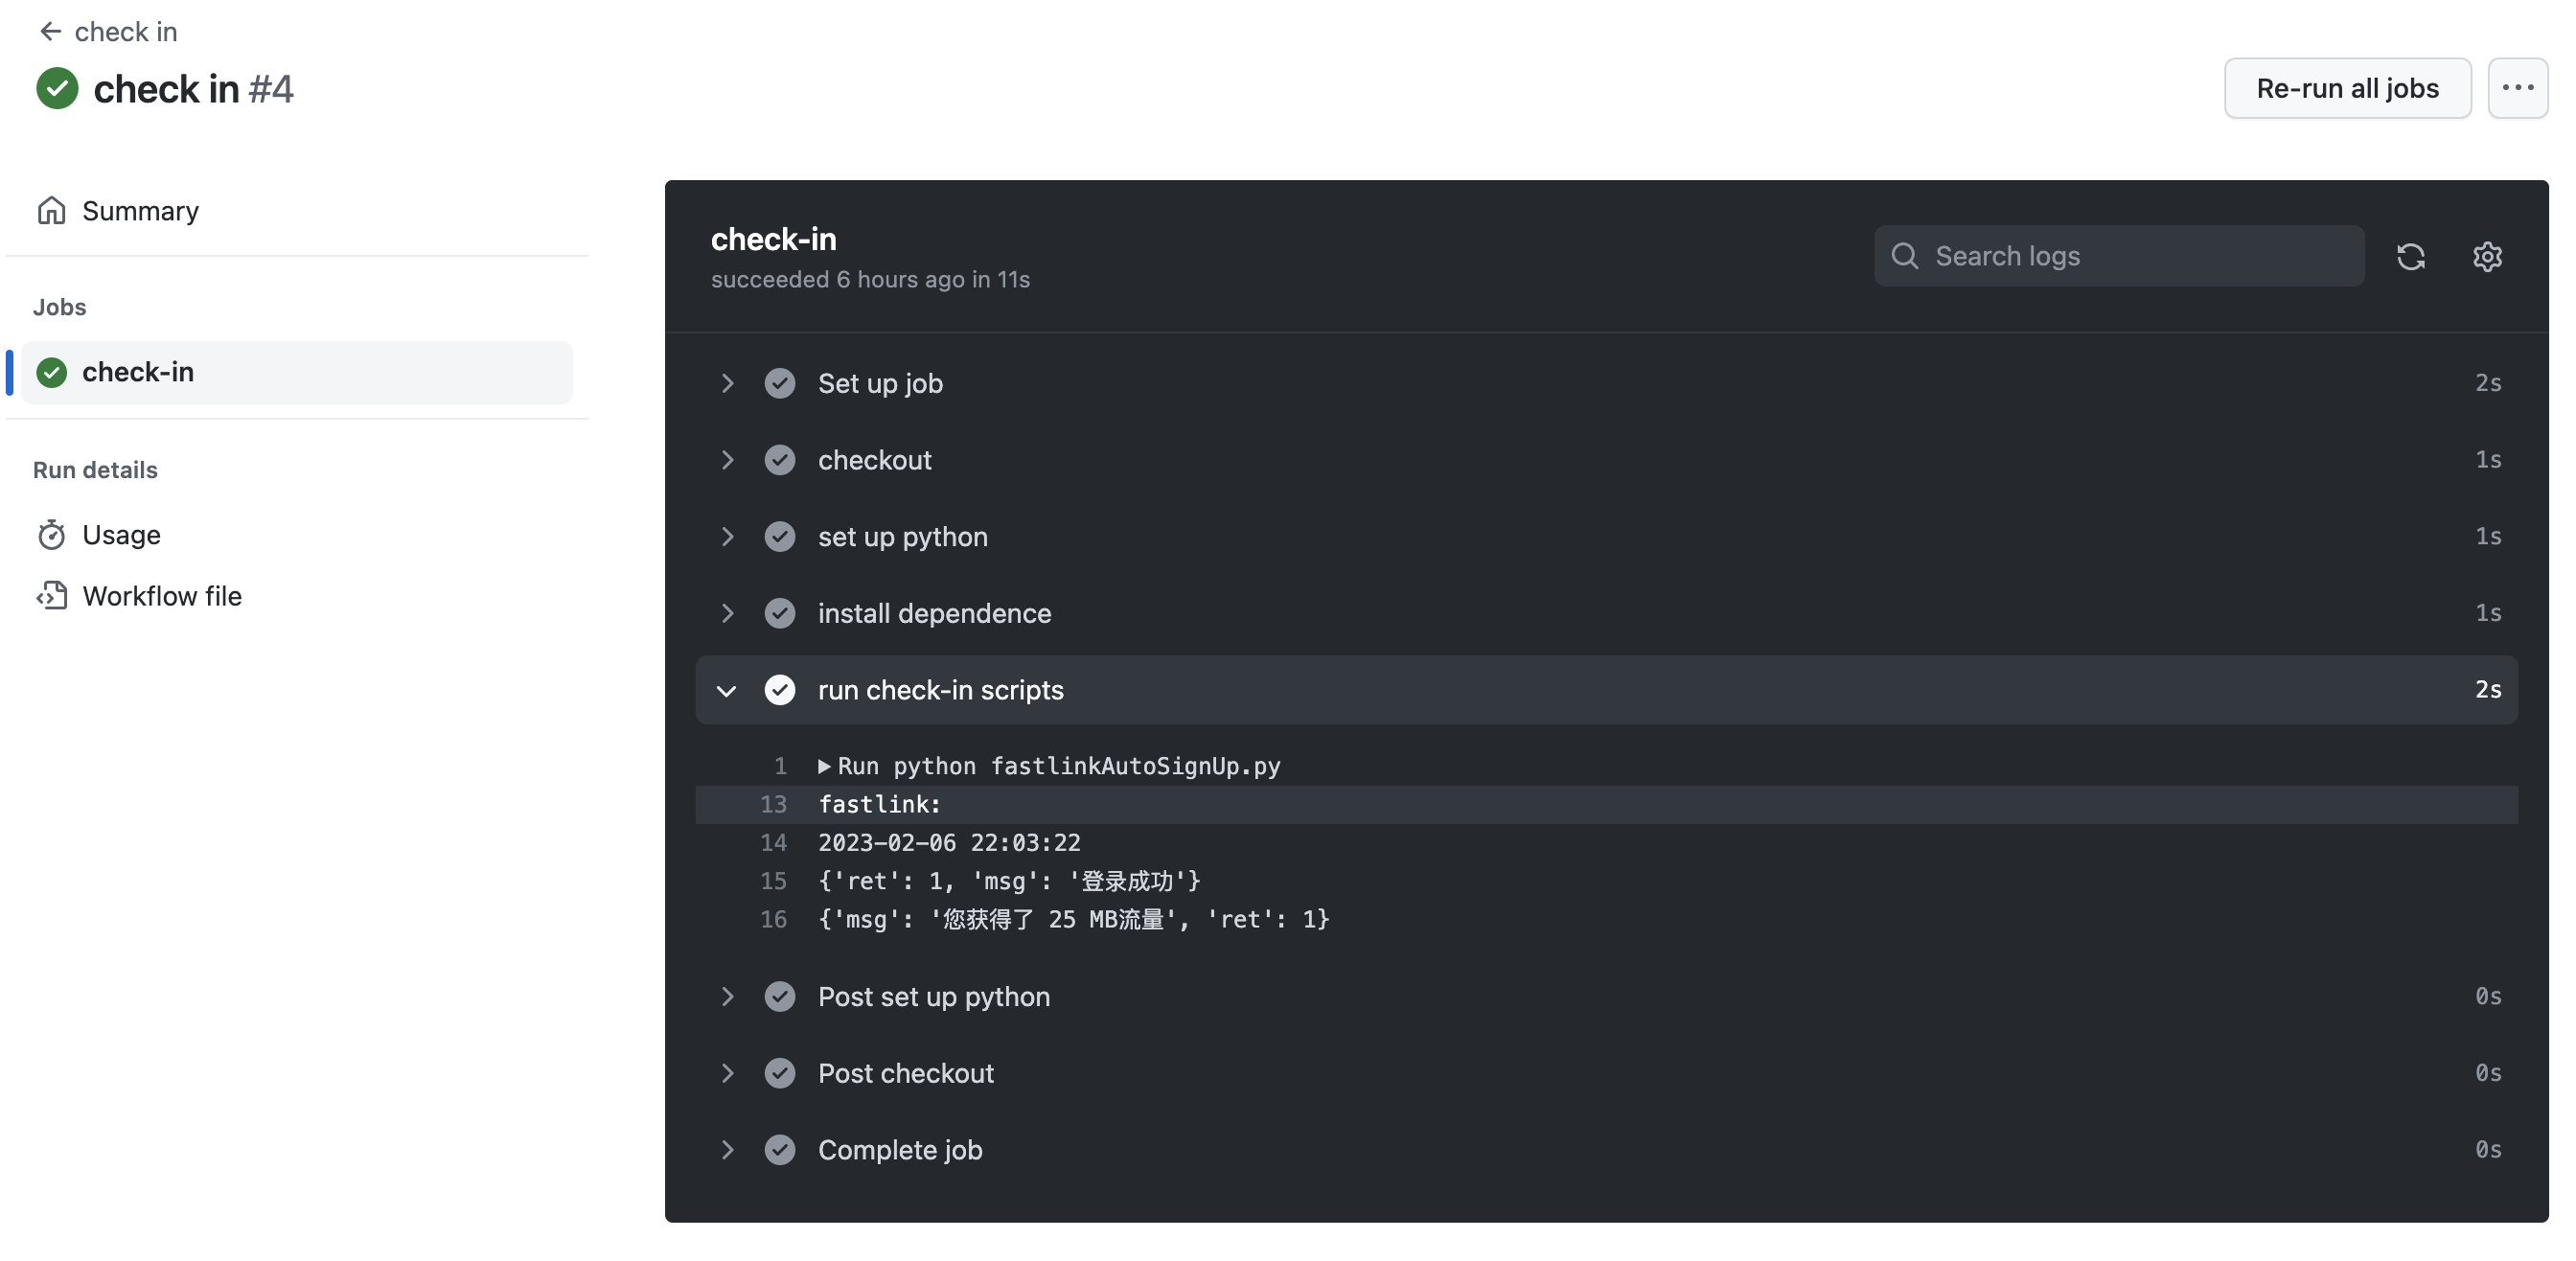 check in
check in #4
Re-run all jobs
Summary
Jobs
check-in
Run details
Usage
Workflow file
check-in
succeeded 6 hours ago in 11s
Search logs
Set up job 2s
checkout 1s
set up python 1s
install dependence 1s
run check-in scripts 2s
1 Run python fastlinkAutoSignUp.py
13 fastlink:
14 2023-02-06 22:03:22
15 {'ret': 1, 'msg': '登录成功'}
16 {'msg': '您获得了 25 MB流量', 'ret': 1}
Post set up python 0s
Post checkout 0s
Complete job 0s